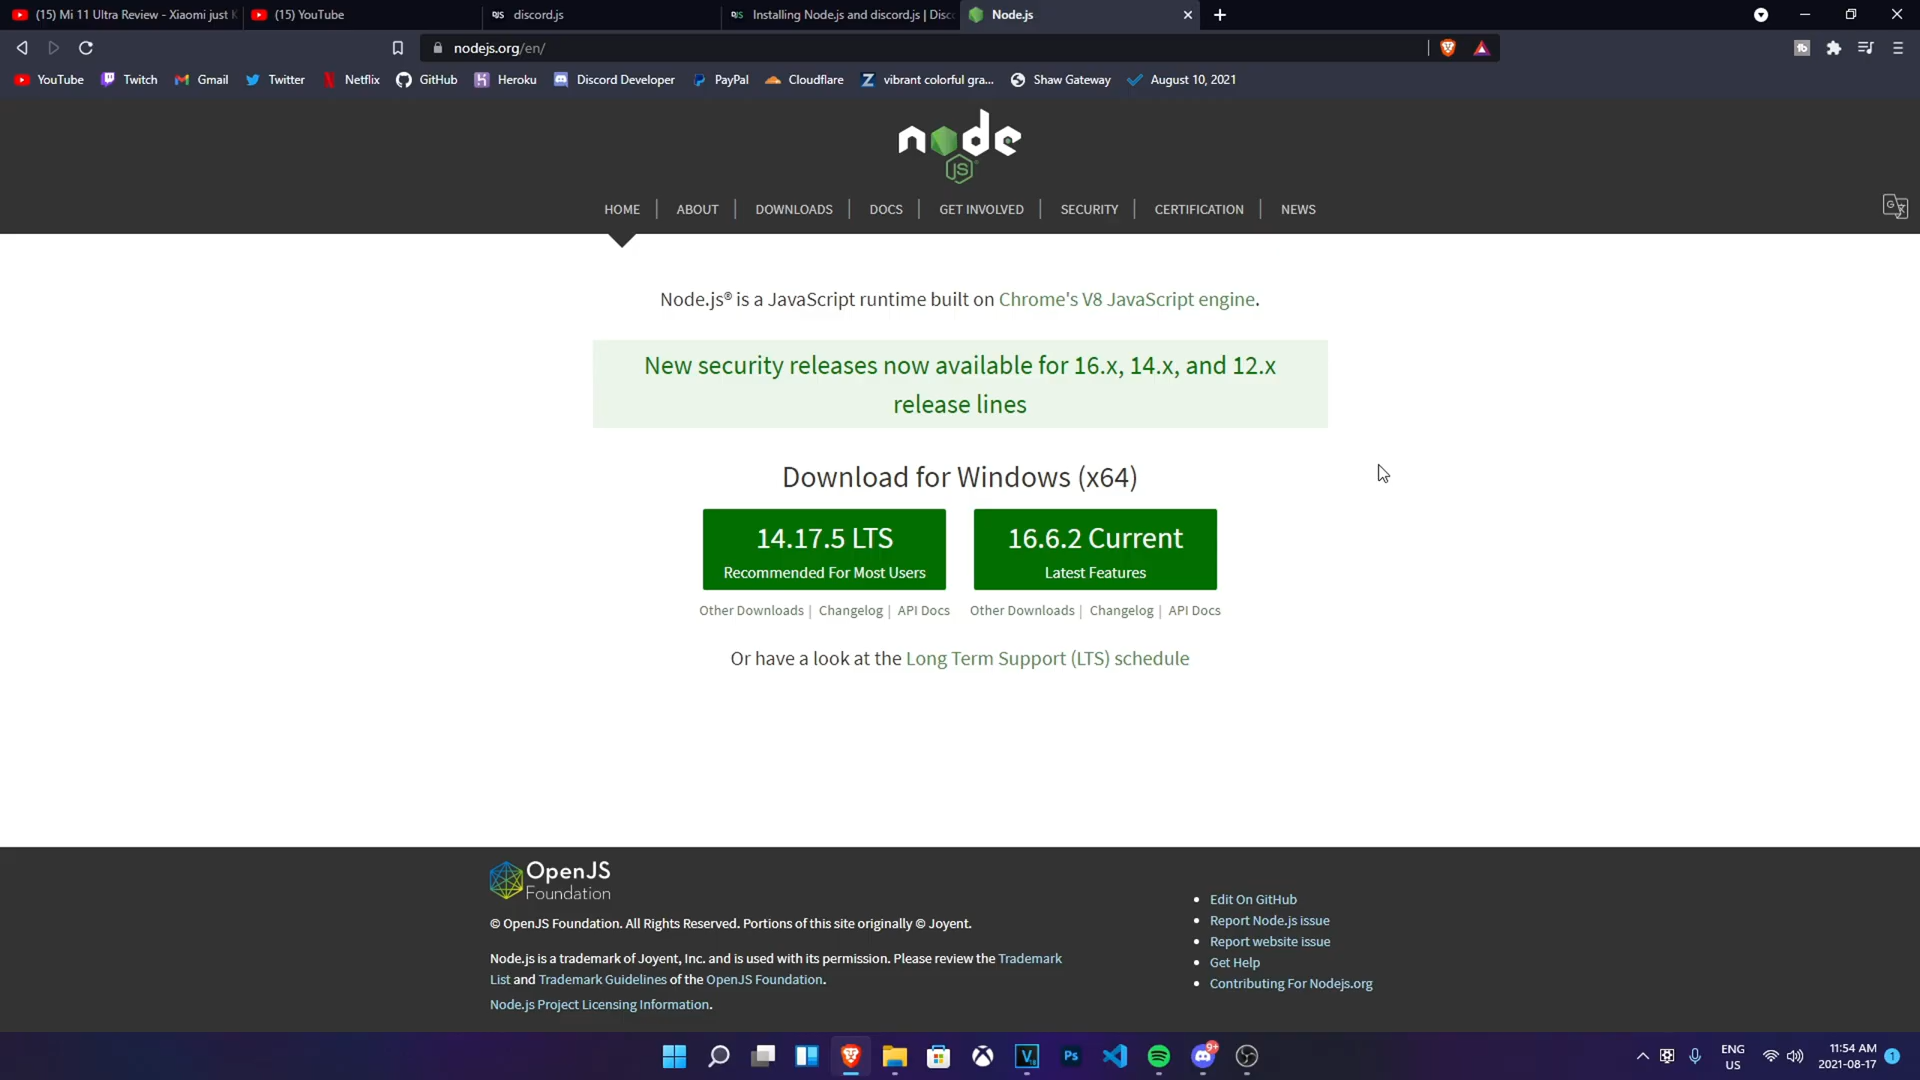 (15) Mi 11 Ultra Review - Xiaomi just K
(15) YouTube
discord.js
Installing Node.js and discord.js | Disc
Node.js
nodejs.org/en/
YouTube
Twitch
Gmail
Twitter
Netflix
GitHub
Heroku
Discord Developer
PayPal
Cloudflare
vibrant colorful gra...
Shaw Gateway
August 10, 2021
node
JS
HOME
ABOUT
DOWNLOADS
DOCS
GET INVOLVED
SECURITY
CERTIFICATION
NEWS
Node.js® is a JavaScript runtime built on Chrome's V8 JavaScript engine.
New security releases now available for 16.x, 14.x, and 12.x
release lines
Download for Windows (x64)
14.17.5 LTS
Recommended For Most Users
16.6.2 Current
Latest Features
Other Downloads | Changelog | API Docs
Other Downloads | Changelog | API Docs
Or have a look at the Long Term Support (LTS) schedule
OpenJS
Foundation
© OpenJS Foundation. All Rights Reserved. Portions of this site originally © Joyent.
Node.js is a trademark of Joyent, Inc. and is used with its permission. Please review the Trademark
List and Trademark Guidelines of the OpenJS Foundation.
Node.js Project Licensing Information.
• Edit On GitHub
• Report Node.js issue
• Report website issue
• Get Help
• Contributing For Nodejs.org
Ps
9+
ENG
US
11:54 AM
2021-08-17
1